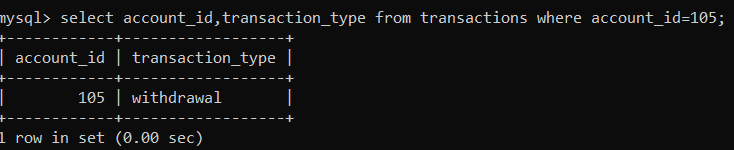 mysql> select account_id,transaction_type from transactions where account_id=105;
+------------+------------------+
| account_id | transaction_type |
+------------+------------------+
|        105 | withdrawal       |
+------------+------------------+
1 row in set (0.00 sec)